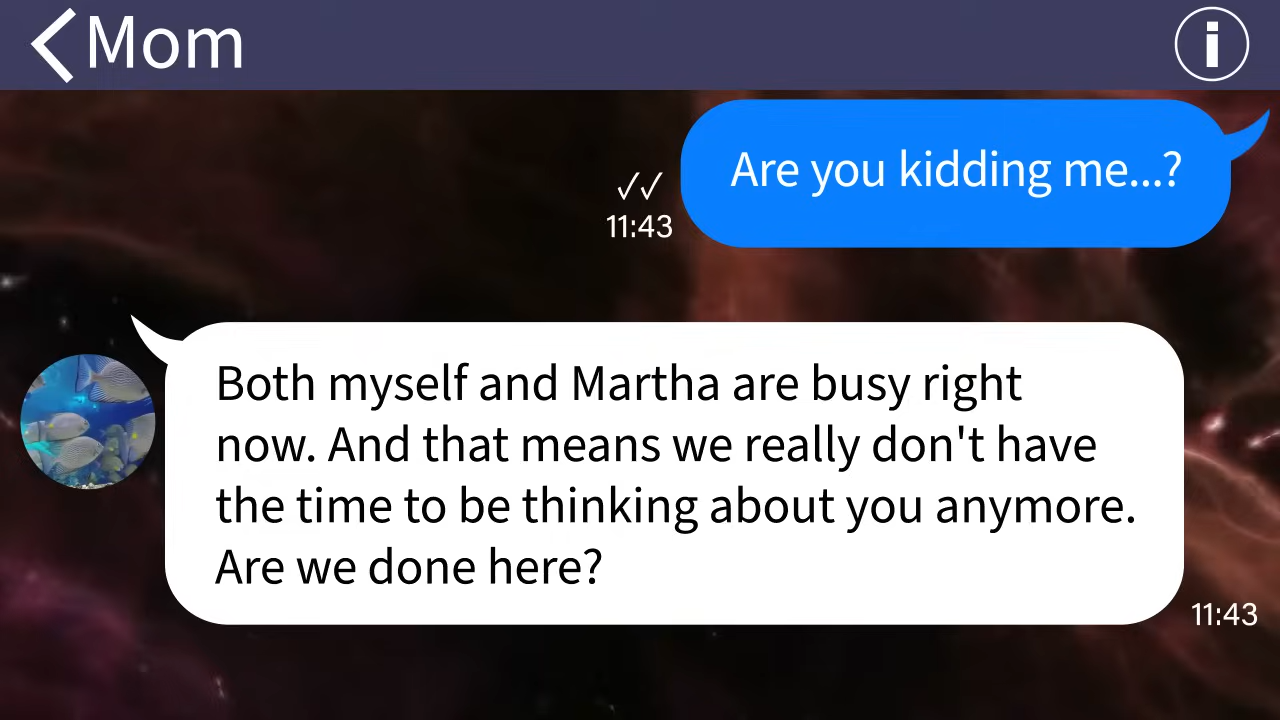 Mom
Are you kidding me...?
✓✓
11:43
Both myself and Martha are busy right
now. And that means we really don't have
the time to be thinking about you anymore.
Are we done here?
11:43